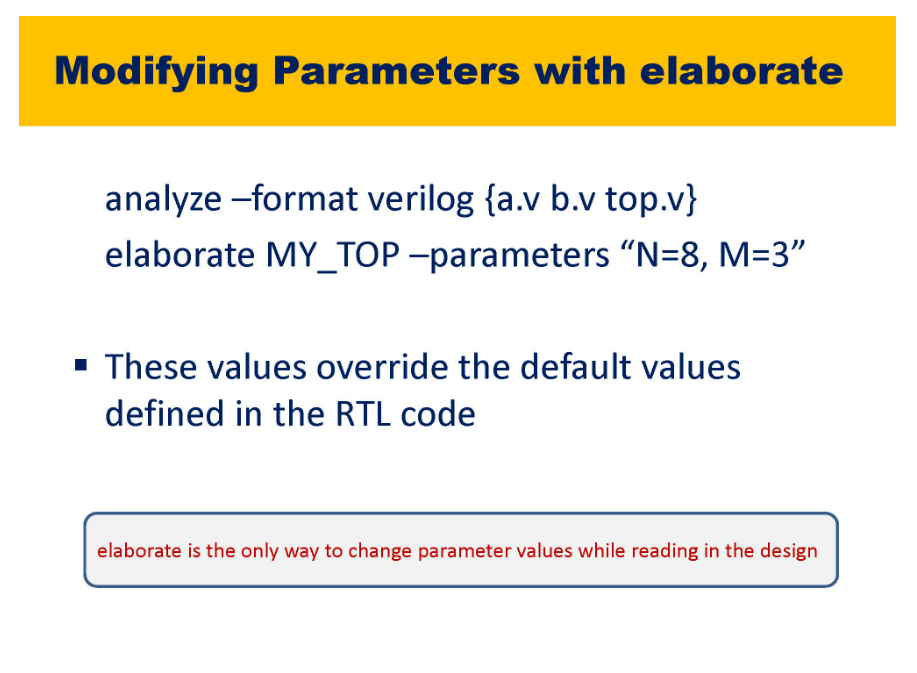 Modifying Parameters with elaborate
analyze –format verilog {a.v b.v top.v}
elaborate MY_TOP –parameters “N=8, M=3”
▪ These values override the default values
defined in the RTL code
elaborate is the only way to change parameter values while reading in the design